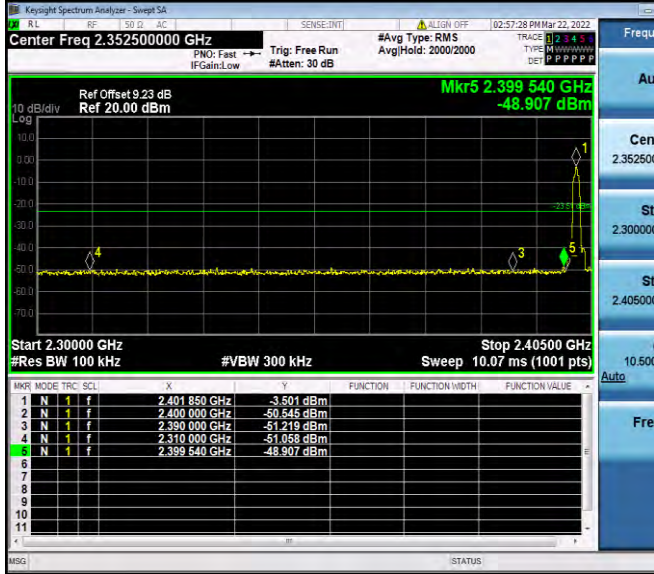 Keysight Spectrum Analyzer - Swept SA
RL RF 50 Ω AC SENSE:INT ALIGN OFF 02:57:28 PM Mar 22, 2022
Center Freq 2.352500000 GHz
PNO: Fast
IFGain:Low
Trig: Free Run
#Atten: 30 dB
#Avg Type: RMS
Avg|Hold: 2000/2000
TRACE 1 2 3 4 5 6
TYPE M WWWWW
DET P P P P P P
Ref Offset 9.23 dB
10 dB/div Ref 20.00 dBm
Log
Mkr5 2.399 540 GHz
-48.907 dBm
10.0
0.00
-10.0
-20.0
-30.0
-40.0
-50.0
-60.0
-70.0
1
-23.51 dBm
4
3
5
Start 2.30000 GHz Stop 2.40500 GHz
#Res BW 100 kHz #VBW 300 kHz Sweep 10.07 ms (1001 pts)
MKR MODE TRC SCL X Y FUNCTION FUNCTION WIDTH FUNCTION VALUE
1 N 1 f 2.401 850 GHz -3.501 dBm
2 N 1 f 2.400 000 GHz -50.545 dBm
3 N 1 f 2.390 000 GHz -51.219 dBm
4 N 1 f 2.310 000 GHz -51.058 dBm
5 N 1 f 2.399 540 GHz -48.907 dBm
6
7
8
9
10
11
MSG STATUS
Frequ
Au
Cen
2.352500
St
2.300000
St
2.405000
10.500
Auto
Fre